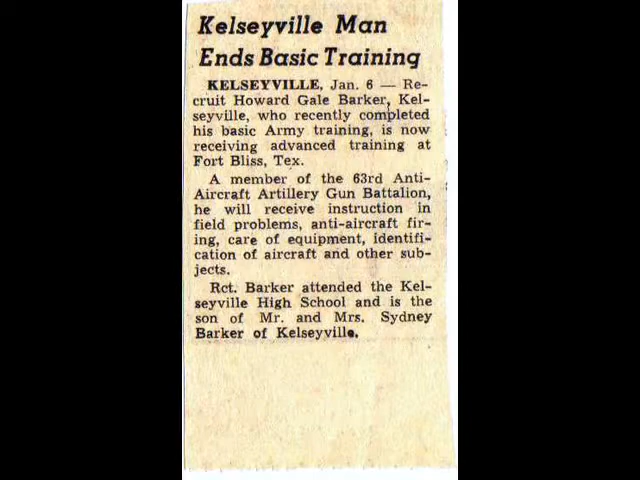 Kelseyville Man
Ends Basic Training
KELSEYVILLE, Jan. 6 — Re-
cruit Howard Gale Barker, Kel-
seyville, who recently completed
his basic Army training, is now
receiving advanced training at
Fort Bliss, Tex.
A member of the 63rd Anti-
Aircraft Artillery Gun Battalion,
he will receive instruction in
field problems, anti-aircraft fir-
ing, care of equipment, identifi-
cation of aircraft and other sub-
jects.
Rct. Barker attended the Kel-
seyville High School and is the
son of Mr. and Mrs. Sydney
Barker of Kelseyville.